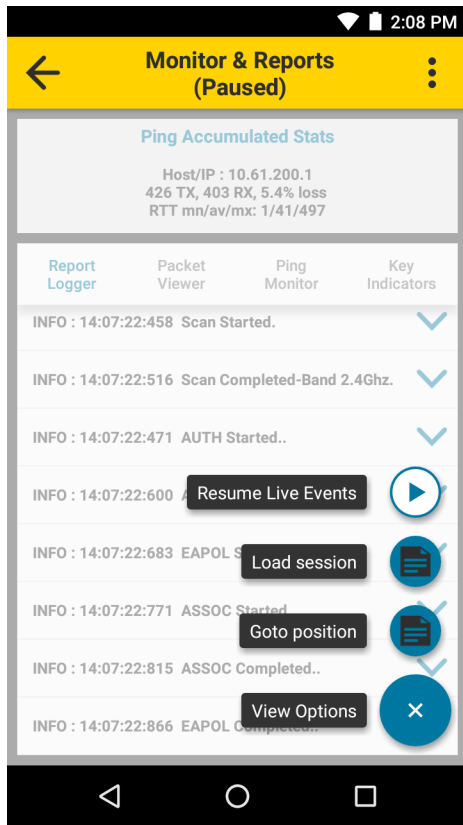 2:08 PM
Monitor & Reports
(Paused)
Ping Accumulated Stats
Host/IP : 10.61.200.1
426 TX, 403 RX, 5.4% loss
RTT mn/av/mx: 1/41/497
Report Logger
Packet Viewer
Ping Monitor
Key Indicators
INFO : 14:07:22:458 Scan Started.
INFO : 14:07:22:516 Scan Completed-Band 2.4Ghz.
INFO : 14:07:22:471 AUTH Started..
INFO : 14:07:22:600
Resume Live Events
INFO : 14:07:22:683 EAPOL
Load session
INFO : 14:07:22:771 ASSOC Started
Goto position
INFO : 14:07:22:815 ASSOC Completed..
View Options
INFO : 14:07:22:866 EAPOL Completed..